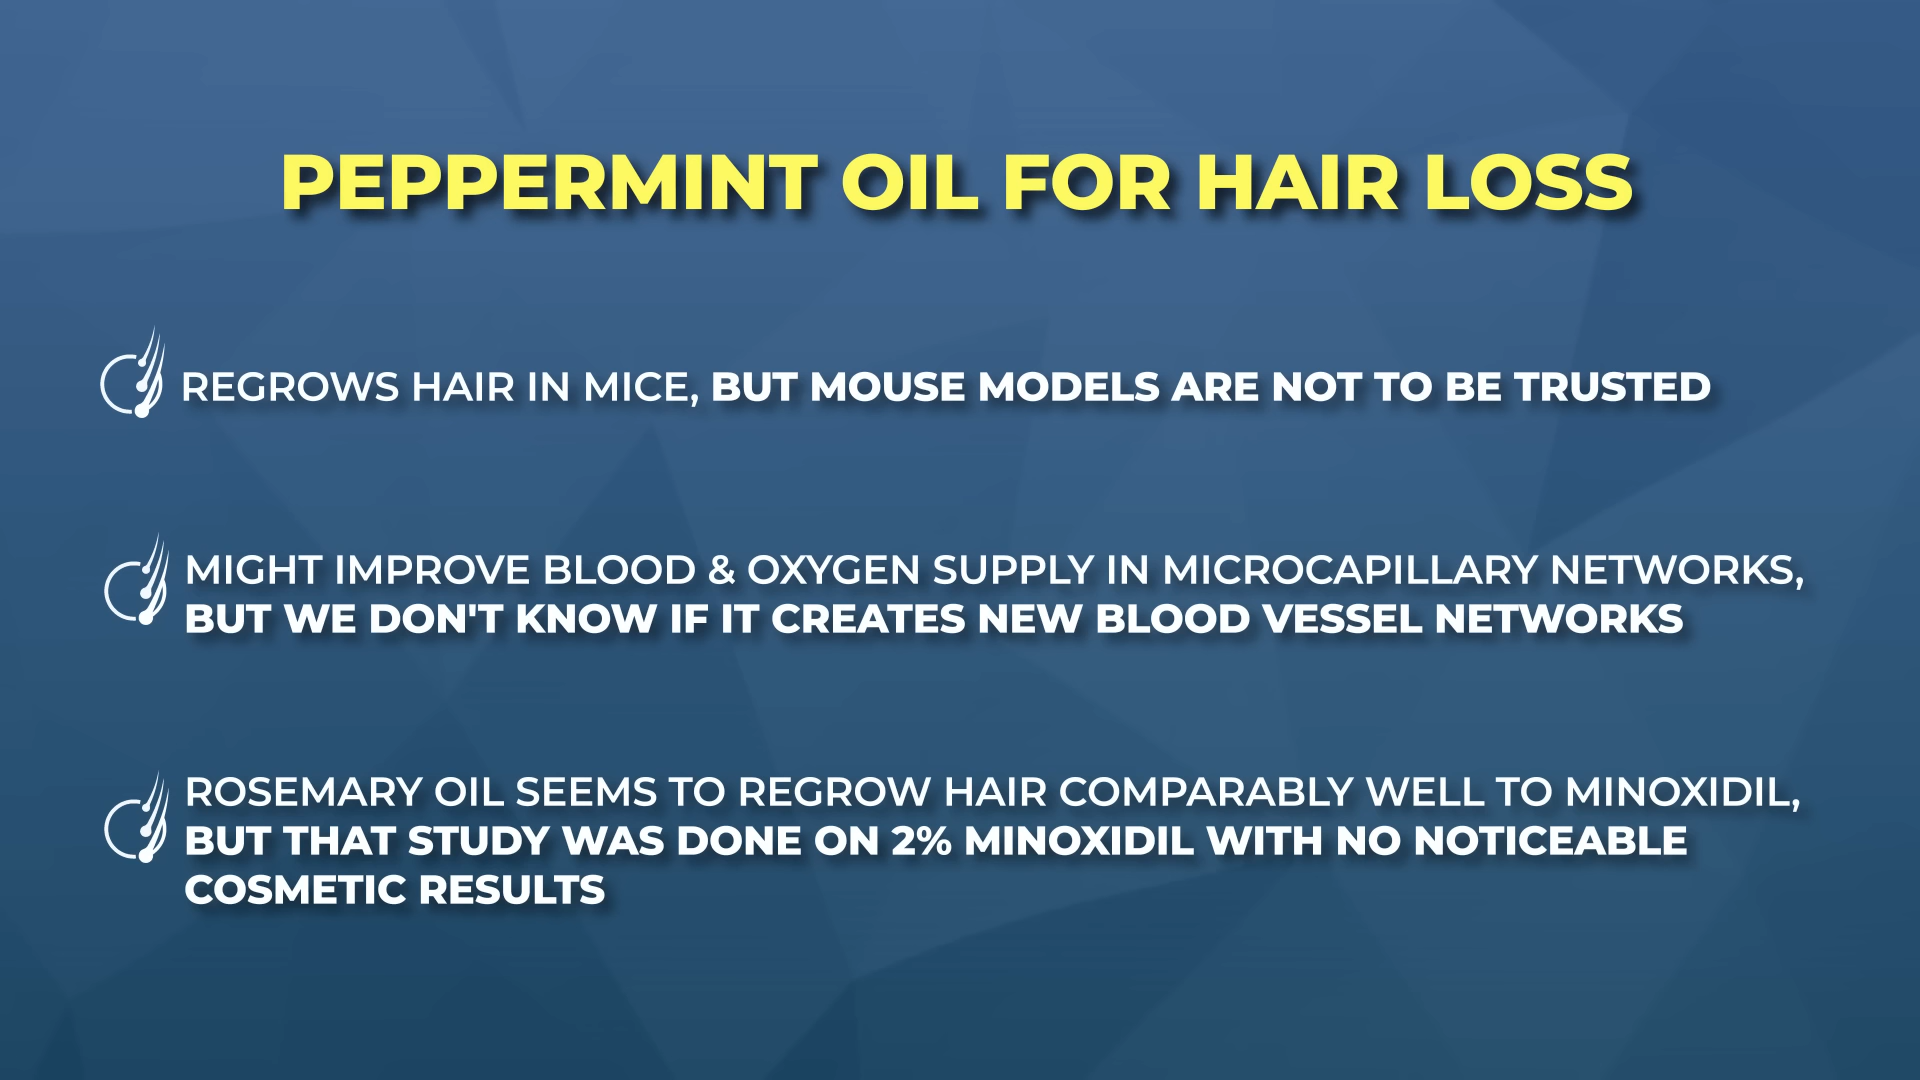 PEPPERMINT OIL FOR HAIR LOSS
REGROWS HAIR IN MICE, BUT MOUSE MODELS ARE NOT TO BE TRUSTED
MIGHT IMPROVE BLOOD & OXYGEN SUPPLY IN MICROCAPILLARY NETWORKS,
BUT WE DON'T KNOW IF IT CREATES NEW BLOOD VESSEL NETWORKS
ROSEMARY OIL SEEMS TO REGROW HAIR COMPARABLY WELL TO MINOXIDIL,
BUT THAT STUDY WAS DONE ON 2% MINOXIDIL WITH NO NOTICEABLE
COSMETIC RESULTS